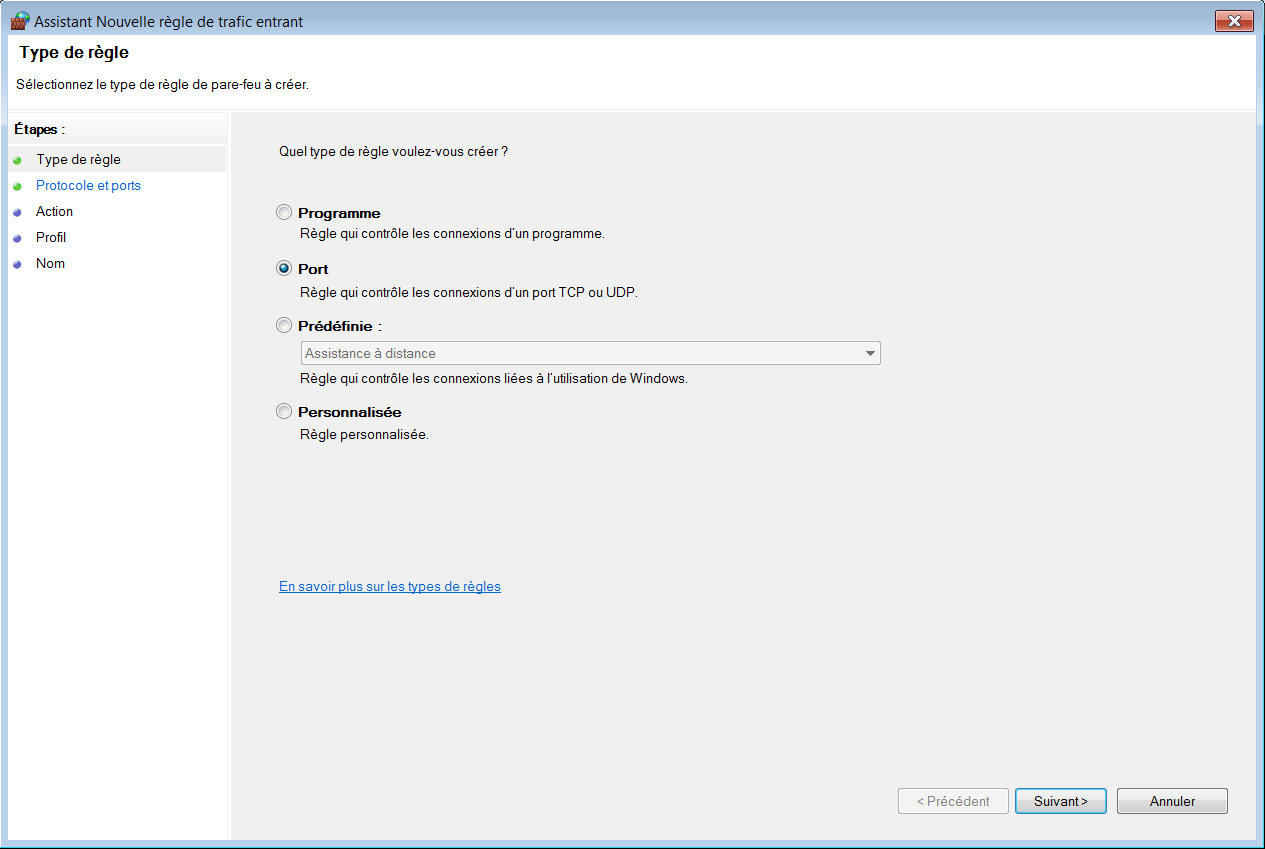 Assistant Nouvelle règle de trafic entrant
Type de règle
Sélectionnez le type de règle de pare-feu à créer.
Étapes :
Type de règle
Protocole et ports
Action
Profil
Nom
Quel type de règle voulez-vous créer ?
Programme
Règle qui contrôle les connexions d'un programme.
Port
Règle qui contrôle les connexions d'un port TCP ou UDP.
Prédéfinie :
Assistance à distance
Règle qui contrôle les connexions liées à l'utilisation de Windows.
Personnalisée
Règle personnalisée.
En savoir plus sur les types de règles
< Précédent
Suivant >
Annuler